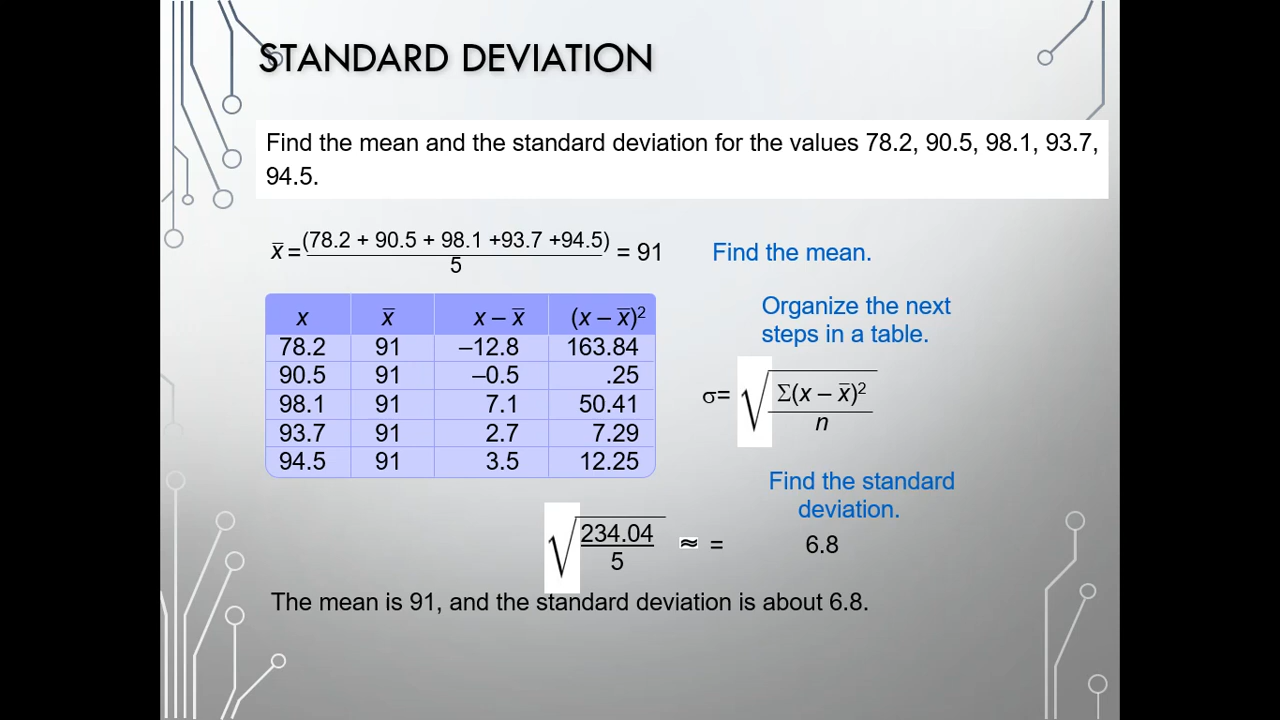 STANDARD DEVIATION
Find the mean and the standard deviation for the values 78.2, 90.5, 98.1, 93.7,
94.5.
x̅ = (78.2 + 90.5 + 98.1 +93.7 +94.5) / 5 = 91 Find the mean.
Organize the next
steps in a table.
x x̅ x – x̅ (x – x̅)²
78.2 91 –12.8 163.84
90.5 91 –0.5 .25
98.1 91 7.1 50.41
93.7 91 2.7 7.29
94.5 91 3.5 12.25
σ= √ Σ(x – x̅)² / n
Find the standard
deviation.
√ 234.04 / 5 ≈ = 6.8
The mean is 91, and the standard deviation is about 6.8.